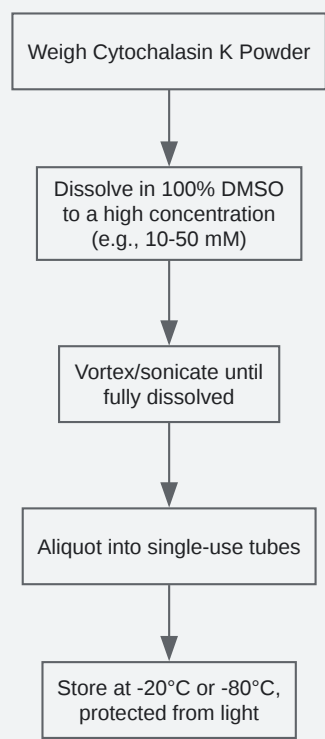 Weigh Cytochalasin K Powder
Dissolve in 100% DMSO
to a high concentration
(e.g., 10-50 mM)
Vortex/sonicate until
fully dissolved
Aliquot into single-use tubes
Store at -20°C or -80°C,
protected from light